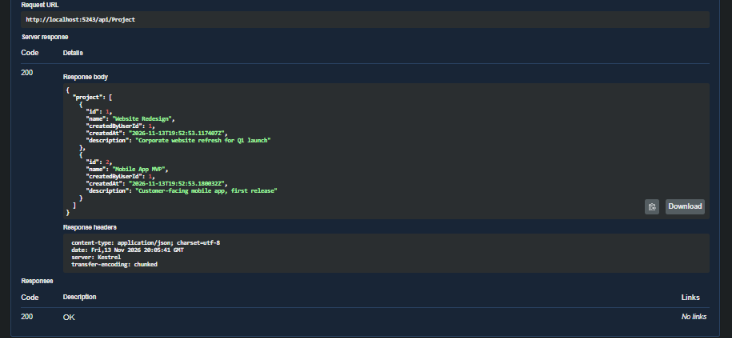 Request URL
http://localhost:5243/api/Project
Server response
Code Details
200
Response body
{
"project": [
{
"id": 1,
"name": "Website Redesign",
"createdByUserId": 1,
"createdAt": "2026-11-13T19:52:53.117407Z",
"description": "Corporate website refresh for Q1 launch"
},
{
"id": 2,
"name": "Mobile App MVP",
"createdByUserId": 1,
"createdAt": "2026-11-13T19:52:53.180032Z",
"description": "Customer-facing mobile app, first release"
}
]
}
Download
Response headers
content-type: application/json; charset=utf-8
date: Fri,13 Nov 2026 20:05:41 GMT
server: Kestrel
transfer-encoding: chunked
Responses
Code Description Links
200 OK No links